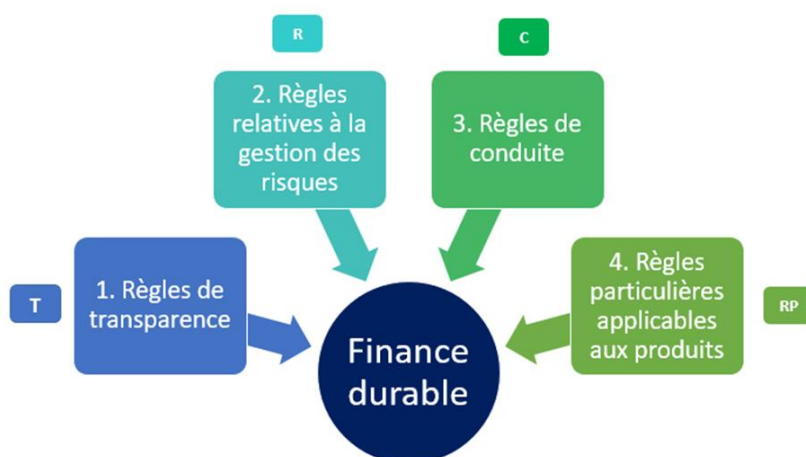 R
C
2. Règles
relatives à la
gestion des
risques
3. Règles de
conduite
T
1. Règles de
transparence
4. Règles
particulières
applicables
aux produits
RP
Finance
durable